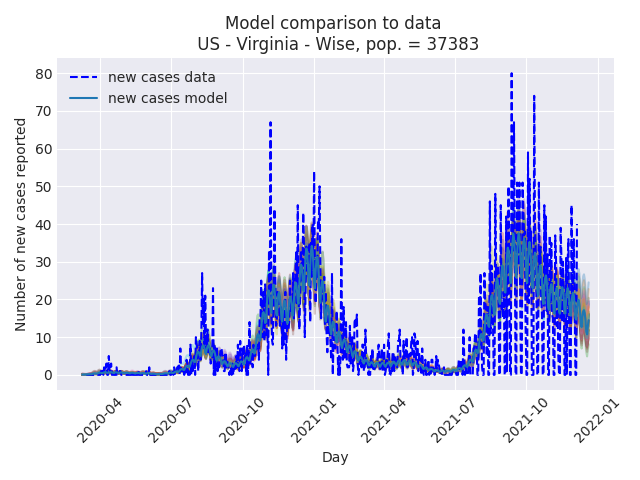 Model comparison to data
US - Virginia - Wise, pop. = 37383
new cases data
new cases model
Number of new cases reported
80
70
60
50
40
30
20
10
0
2020-04
2020-07
2020-10
2021-01
2021-04
2021-07
2021-10
2022-01
Day